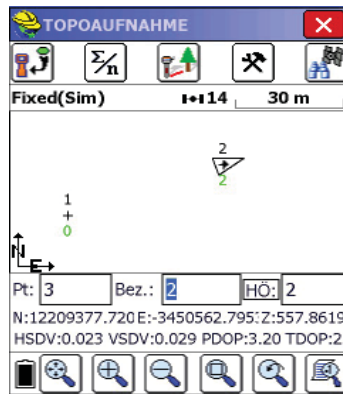 TOPOAUFNAHME
Σ/n
Fixed(Sim) 14 30 m
2
2
1
0
N
E
Pt: 3 Bez.: 2 HÖ: 2
N:12209377.720 E:-3450562.795 Z:557.8619
HSDV:0.023 VSDV:0.029 PDOP:3.20 TDOP:2